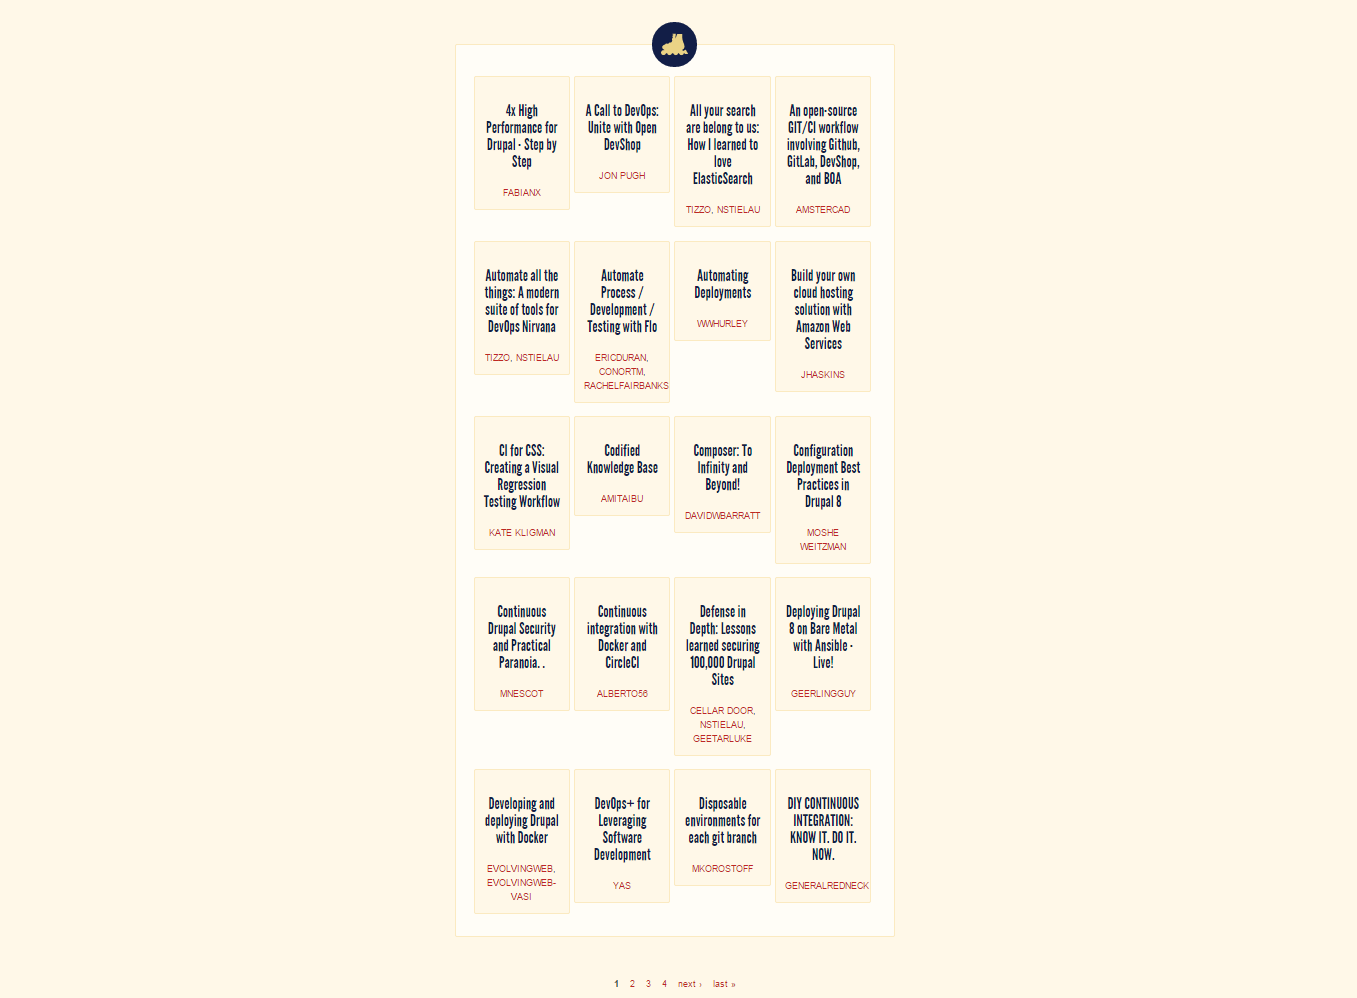 4x High
Performance for
Drupal - Step by
Step
FABIANX
A Call to DevOps:
Unite with Open
DevShop
JON PUGH
All your search
are belong to us:
How I learned to
love
ElasticSearch
TIZZO, NSTIELAU
An open-source
GIT/CI workflow
involving Github,
GitLab, DevShop,
and BOA
AMSTERCAD
Automate all the
things: A modern
suite of tools for
DevOps Nirvana
TIZZO, NSTIELAU
Automate
Process /
Development /
Testing with Flo
ERICDURAN,
CONORTM,
RACHELFAIRBANKS
Automating
Deployments
WWHURLEY
Build your own
cloud hosting
solution with
Amazon Web
Services
JHASKINS
CI for CSS:
Creating a Visual
Regression
Testing Workflow
KATE KLIGMAN
Codified
Knowledge Base
AMITAIBU
Composer: To
Infinity and
Beyond!
DAVIDWBARRATT
Configuration
Deployment Best
Practices in
Drupal 8
MOSHE
WEITZMAN
Continuous
Drupal Security
and Practical
Paranoia. .
MNESCOT
Continuous
integration with
Docker and
CircleCI
ALBERTO56
Defense in
Depth: Lessons
learned securing
100,000 Drupal
Sites
CELLAR DOOR,
NSTIELAU,
GEETARLUKE
Deploying Drupal
8 on Bare Metal
with Ansible -
Live!
GEERLINGGUY
Developing and
deploying Drupal
with Docker
EVOLVINGWEB,
EVOLVINGWEB-
VASI
DevOps+ for
Leveraging
Software
Development
YAS
Disposable
environments for
each git branch
MKOROSTOFF
DIY CONTINUOUS
INTEGRATION:
KNOW IT. DO IT.
NOW.
GENERALREDNECK
1 2 3 4 next › last »